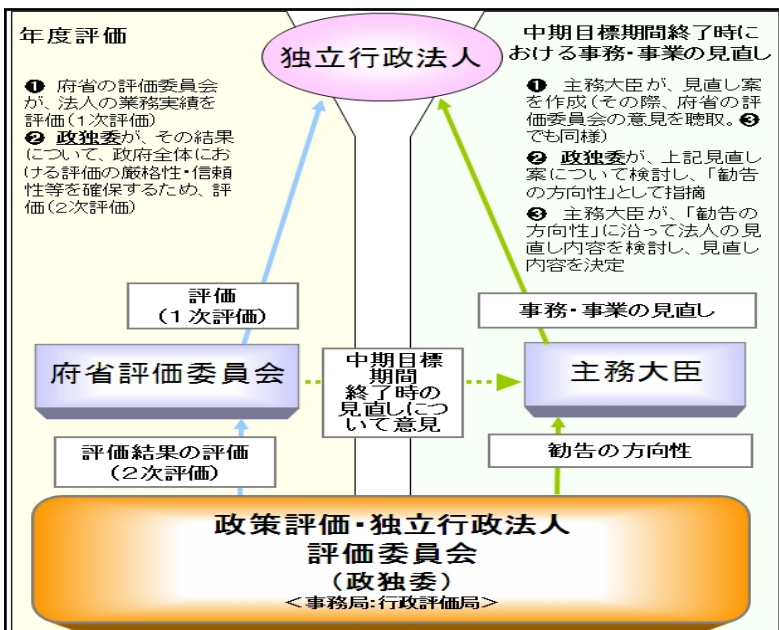 年度評価
❶ 府省の評価委員会
が、法人の業務実績を
評価(1次評価)
❷ 政独委が、その結果
について、政府全体にお
ける評価の厳格性・信頼
性等を確保するため、評
価(2次評価)
独立行政法人
中期目標期間終了時に
おける事務・事業の見直し
❶ 主務大臣が、見直し案
を作成(その際、府省の評
価委員会の意見を聴取。❸
でも同様)
❷ 政独委が、上記見直し
案について検討し、「勧告
の方向性」として指摘
❸ 主務大臣が、「勧告の
方向性」に沿って法人の見
直し内容を検討し、見直し
内容を決定
評価
(1次評価)
事務・事業の見直し
府省評価委員会
中期目標
期間
終了時の
見直しにつ
いて意見
主務大臣
評価結果の評価
(2次評価)
勧告の方向性
政策評価・独立行政法人
評価委員会
(政独委)
<事務局:行政評価局>